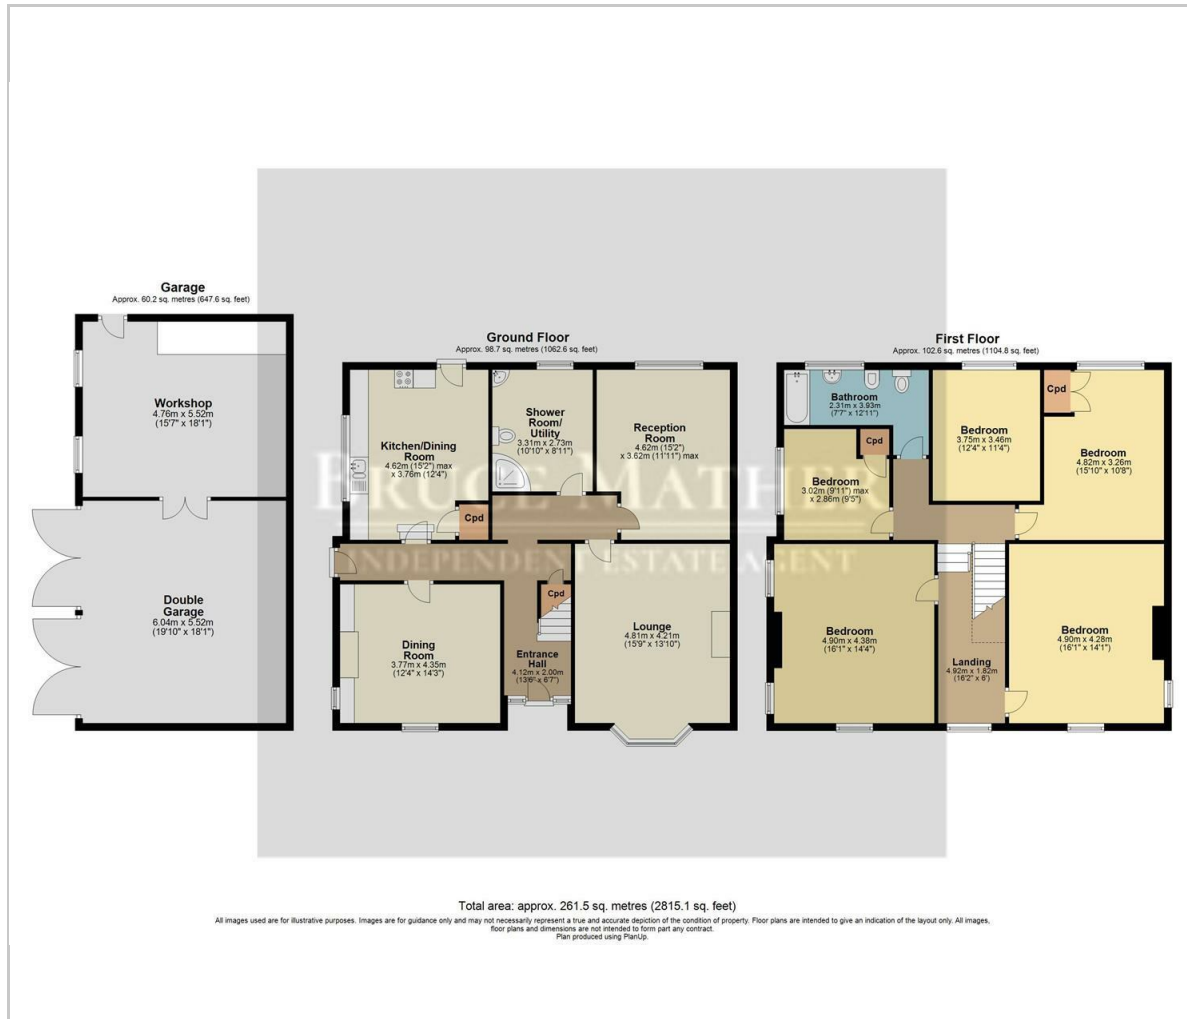 Garage
Approx. 60.2 sq. metres (647.6 sq. feet)
Workshop
4.76m x 5.52m
(15'7" x 18'1")
Double
Garage
6.04m x 5.52m
(19'10" x 18'1")
Ground Floor
Approx. 98.7 sq. metres (1062.6 sq. feet)
Kitchen/Dining
Room
4.62m (15'2") max
x 3.76m (12'4")
Shower
Room/
Utility
3.31m x 2.73m
(10'10" x 8'11")
Reception
Room
4.62m (15'2")
x 3.62m (11'11") max
Cpd
Cpd
Dining
Room
3.77m x 4.35m
(12'4" x 14'3")
Entrance
Hall
4.12m x 2.00m
(13'6" x 6'7")
Lounge
4.81m x 4.21m
(15'9" x 13'10")
First Floor
Approx. 102.6 sq. metres (1104.8 sq. feet)
Bathroom
2.31m x 3.93m
(7'7" x 12'11")
Cpd
Bedroom
3.75m x 3.46m
(12'4" x 11'4")
Cpd
Bedroom
4.82m x 3.26m
(15'10" x 10'8")
Bedroom
3.02m (9'11") max
x 2.86m (9'5")
Bedroom
4.90m x 4.38m
(16'1" x 14'4")
Landing
4.92m x 1.82m
(16'2" x 6')
Bedroom
4.90m x 4.28m
(16'1" x 14'1")
BRUCE MATHER
INDEPENDENT ESTATE AGENT
Total area: approx. 261.5 sq. metres (2815.1 sq. feet)
All images used are for illustrative purposes. Images are for guidance only and may not necessarily represent a true and accurate depiction of the condition of property. Floor plans are intended to give an indication of the layout only. All images,
floor plans and dimensions are not intended to form part any contract.
Plan produced using PlanUp.